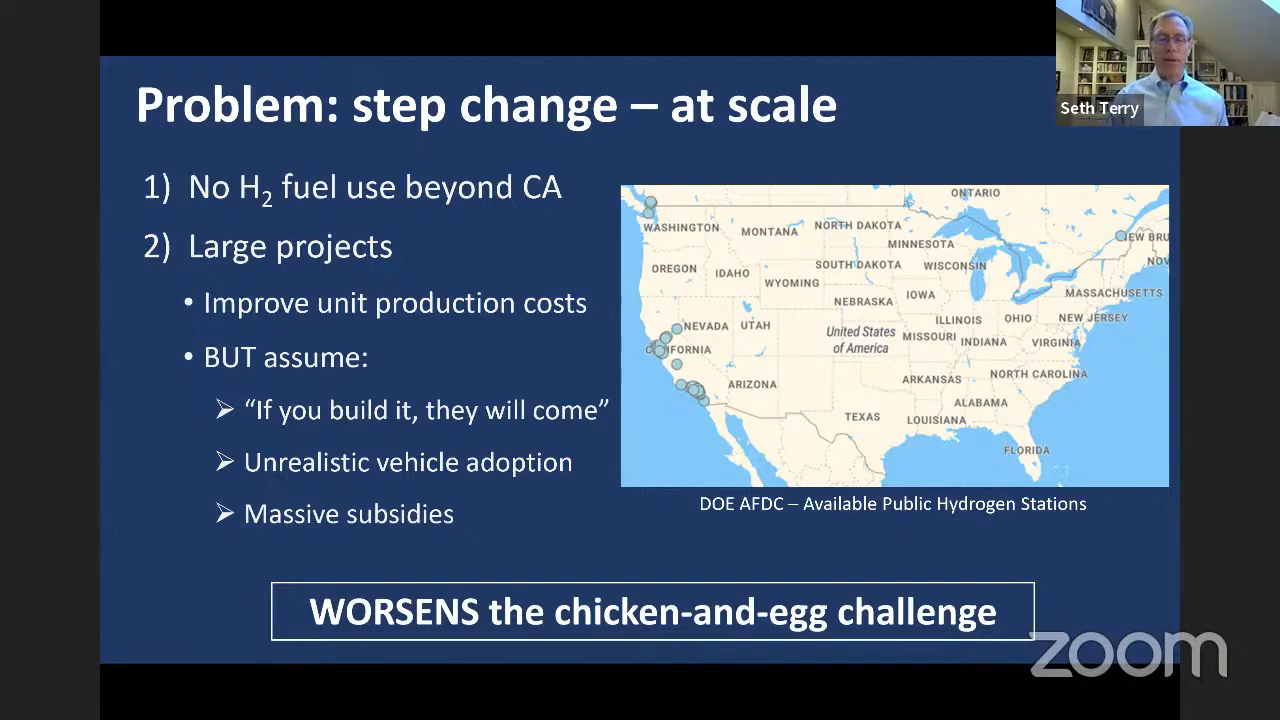 Problem: step change – at scale
Seth Terry
1) No H₂ fuel use beyond CA
2) Large projects
• Improve unit production costs
• BUT assume:
➢ “If you build it, they will come”
➢ Unrealistic vehicle adoption
➢ Massive subsidies
ONTARIO
WASHINGTON
MONTANA
NORTH DAKOTA
MINNESOTA
NEW BRU
NOV
OREGON
IDAHO
SOUTH DAKOTA
WISCONSIN
WYOMING
MASSACHUSETTS
NEBRASKA
IOWA
NEVADA
UTAH
United States
of America
ILLINOIS
OHIO
NEW JERSEY
MISSOURI
INDIANA
VIRGINIA
CALIFORNIA
ARIZONA
ARKANSAS
NORTH CAROLINA
ALABAMA
TEXAS
LOUISIANA
FLORIDA
DOE AFDC – Available Public Hydrogen Stations
WORSENS the chicken-and-egg challenge
zoom